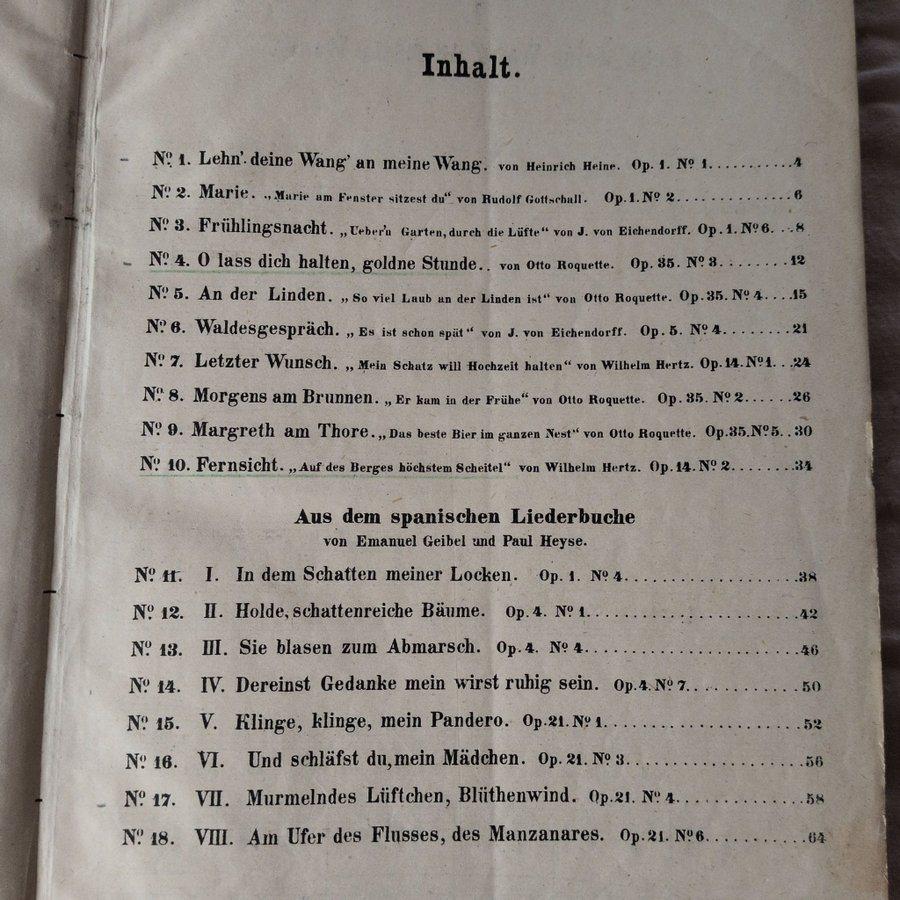 Inhalt.
Nº 1. Lehn'. deine Wang' an meine Wang. von Heinrich Heine. Op. 1. Nº 1...........4
Nº 2. Marie. „Marie am Fenster sitzest du“ von Rudolf Gottschall. Op.1.Nº 2..............6
Nº 3. Frühlingsnacht. „Ueber'n Garten, durch die Lüfte“ von J. von Eichendorff. Op. 1. Nº 6...8
Nº 4. O lass dich halten, goldne Stunde.. von Otto Roquette. Op. 35. Nº 3........12
Nº 5. An der Linden. „So viel Laub an der Linden ist“ von Otto Roquette. Op. 35. Nº 4....15
Nº 6. Waldesgespräch. „Es ist schon spät“ von J. von Eichendorff. Op. 5. Nº 4........21
Nº 7. Letzter Wunsch. „Mein Schatz will Hochzeit halten“ von Wilhelm Hertz. Op. 14. Nº1...24
Nº 8. Morgens am Brunnen. „Er kam in der Frühe“ von Otto Roquette. Op. 35. Nº 2......26
Nº 9. Margreth am Thore. „Das beste Bier im ganzen Nest“ von Otto Roquette. Op.35.Nº5..30
Nº 10. Fernsicht. „Auf des Berges höchstem Scheitel“ von Wilhelm Hertz. Op. 14. Nº 2.......34
Aus dem spanischen Liederbuche
von Emanuel Geibel und Paul Heyse.
Nº 11. I. In dem Schatten meiner Locken. Op. 1. Nº 4.................38
Nº 12. II. Holde, schattenreiche Bäume. Op. 4. Nº 1.....................42
Nº 13. III. Sie blasen zum Abmarsch. Op. 4. Nº 4......................46
Nº 14. IV. Dereinst Gedanke mein wirst ruhig sein. Op. 4. Nº 7...........50
Nº 15. V. Klinge, klinge, mein Pandero. Op. 21. Nº 1....................52
Nº 16. VI. Und schläfst du, mein Mädchen. Op. 21. Nº 3.................56
Nº 17. VII. Murmelndes Lüftchen, Blüthenwind. Op.21. Nº 4............58
Nº 18. VIII. Am Ufer des Flusses, des Manzanares. Op. 21. Nº6..........64